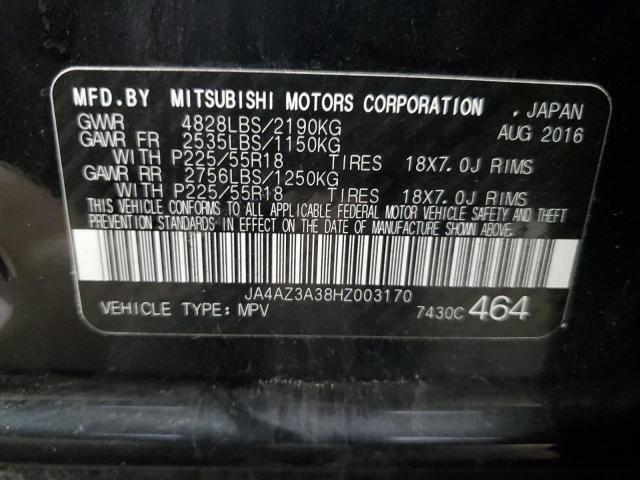 MFD.BY MITSUBISHI MOTORS CORPORATION , JAPAN
GVWR 4828LBS/2190KG AUG 2016
GAWR FR 2535LBS/1150KG
WITH P225/55R18 TIRES 18X7.0J RIMS
GAWR RR 2756LBS/1250KG
WITH P225/55R18 TIRES 18X7.0J RIMS
THIS VEHICLE CONFORMS TO ALL APPLICABLE FEDERAL MOTOR VEHICLE SAFETY AND THEFT
PREVENTION STANDARDS IN EFFECT ON THE DATE OF MANUFACTURE SHOWN ABOVE.
JA4AZ3A38HZ003170
VEHICLE TYPE: MPV 7430C 464